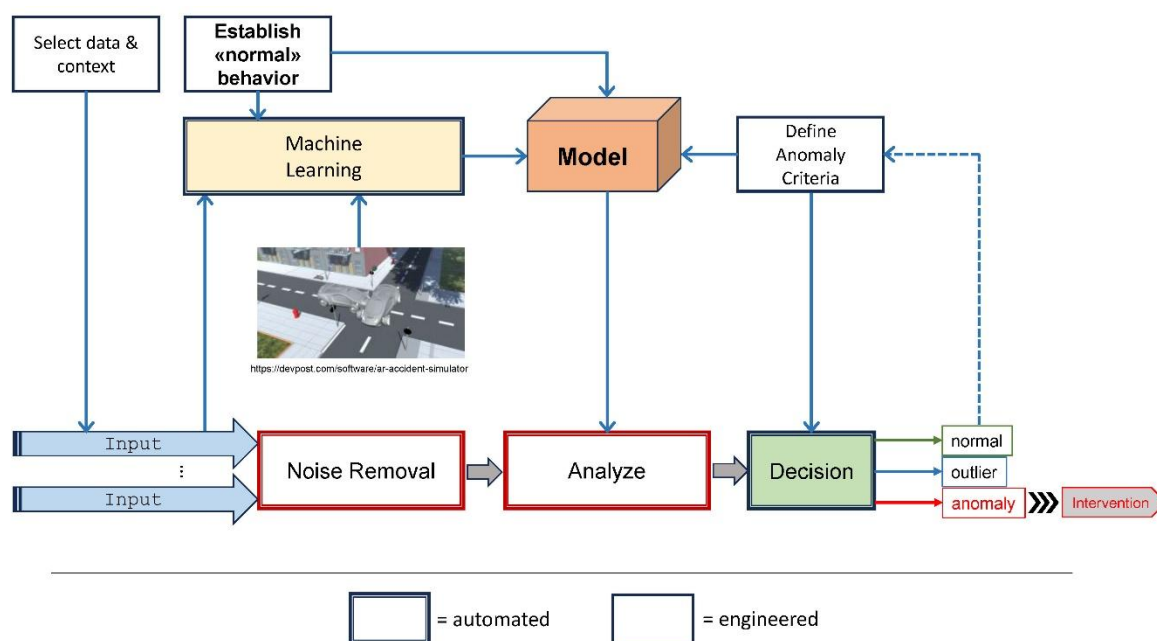 Select data &
context
Establish
«normal»
behavior
Machine
Learning
Model
Define
Anomaly
Criteria
https://devpost.com/software/ar-accident-simulator
Input
...
Input
Noise Removal
Analyze
Decision
normal
outlier
anomaly
Intervention
= automated
= engineered